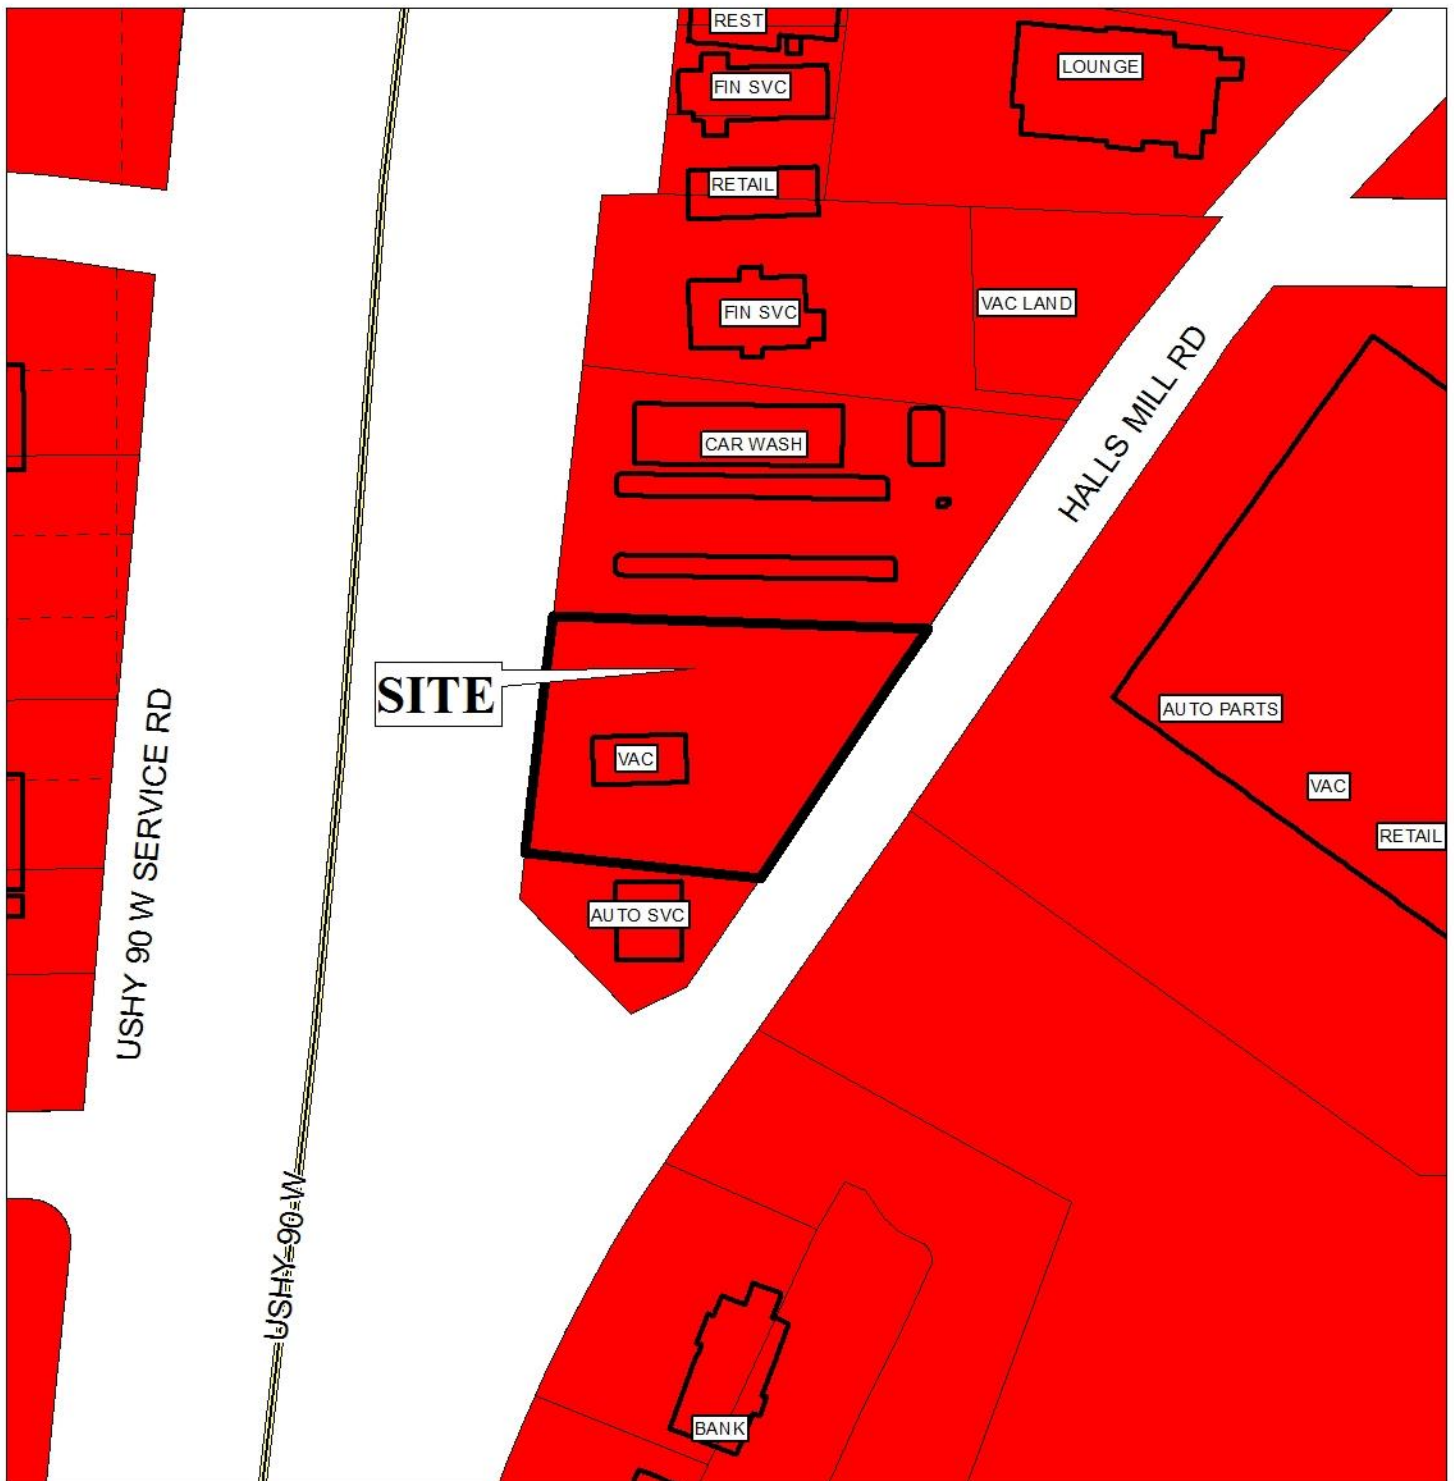 REST
LOUNGE
FIN SVC
RETAIL
VAC LAND
FIN SVC
HALLS MILL RD
CAR WASH
SITE
AUTO PARTS
VAC
VAC
RETAIL
USHY 90 W SERVICE RD
AUTO SVC
USHY 90 W
BANK